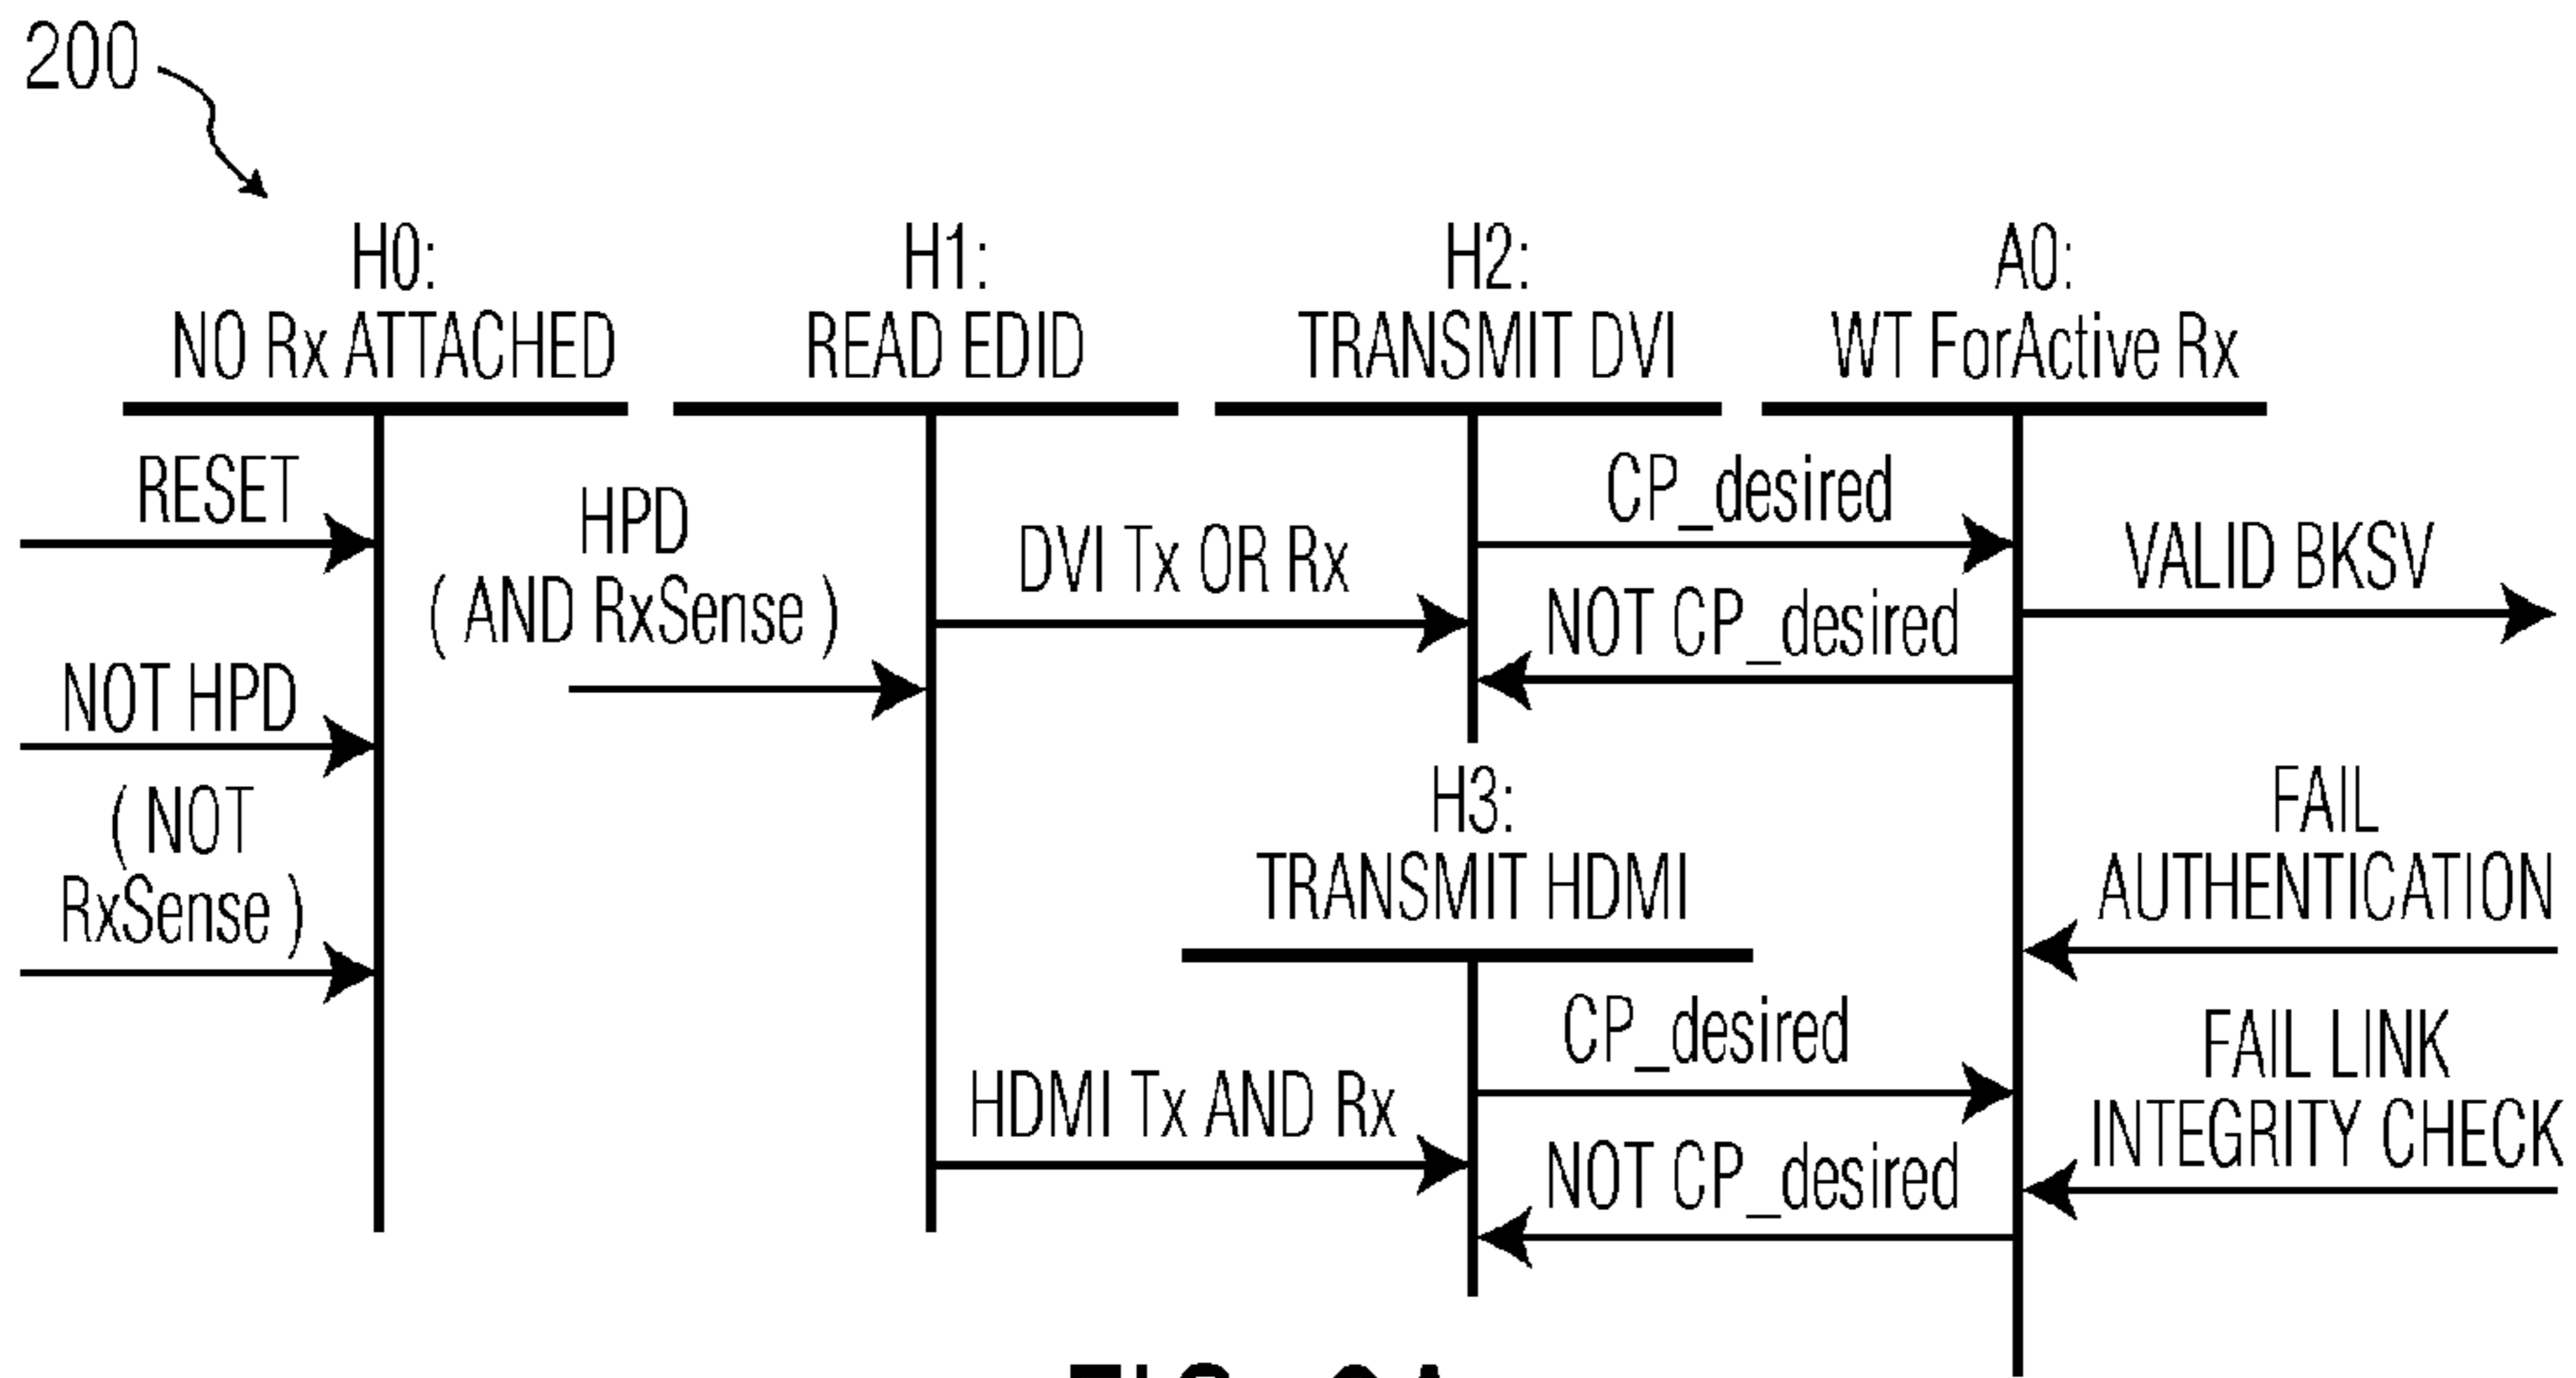 200
H0:
NO Rx ATTACHED
H1:
READ EDID
H2:
TRANSMIT DVI
A0:
WT ForActive Rx
RESET
NOT HPD
( NOT
RxSense )
HPD
( AND RxSense )
DVI Tx OR Rx
CP_desired
NOT CP_desired
VALID BKSV
H3:
TRANSMIT HDMI
HDMI Tx AND Rx
CP_desired
NOT CP_desired
FAIL
AUTHENTICATION
FAIL LINK
INTEGRITY CHECK